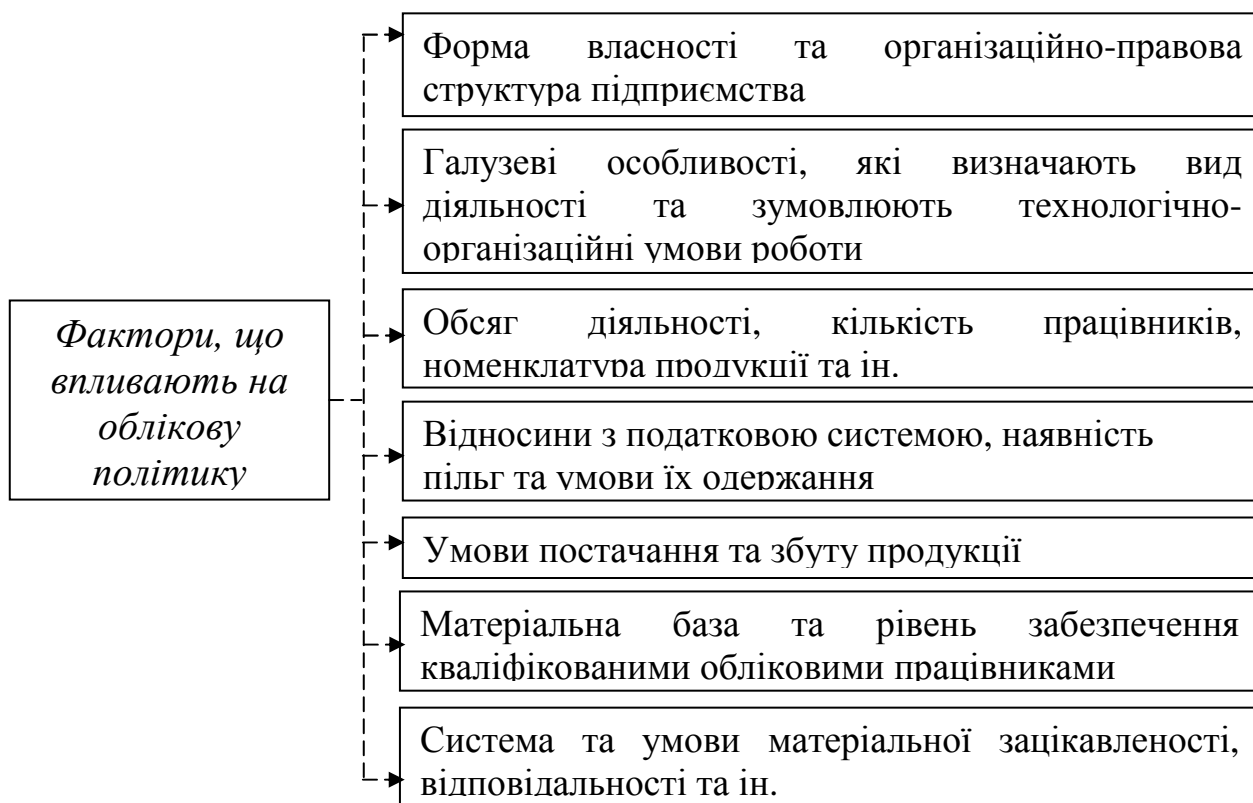 Форма власності та організаційно-правова
структура підприємства
Галузеві особливості, які визначають вид
діяльності та зумовлюють технологічно-
організаційні умови роботи
Фактори, що
впливають на
облікову
політику
Обсяг діяльності, кількість працівників,
номенклатура продукції та ін.
Відносини з податковою системою, наявність
пільг та умови їх одержання
Умови постачання та збуту продукції
Матеріальна база та рівень забезпечення
кваліфікованими обліковими працівниками
Система та умови матеріальної зацікавленості,
відповідальності та ін.